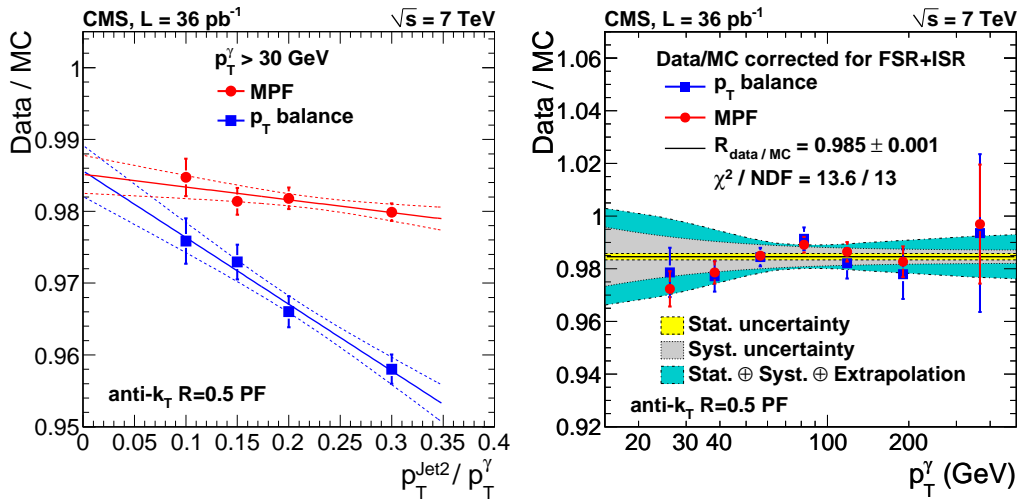 CMS, L = 36 pb⁻¹ √s = 7 TeV
Data / MC
p_T^γ > 30 GeV
MPF
p_T balance
1
0.99
0.98
0.97
0.96
0.95
anti-k_T R=0.5 PF
0 0.05 0.1 0.15 0.2 0.25 0.3 0.35 0.4
p_T^Jet2 / p_T^γ
CMS, L = 36 pb⁻¹ √s = 7 TeV
Data / MC
Data/MC corrected for FSR+ISR
p_T balance
MPF
R_data / MC = 0.985 ± 0.001
χ² / NDF = 13.6 / 13
1.06
1.04
1.02
1
0.98
0.96
0.94
0.92
Stat. uncertainty
Syst. uncertainty
Stat. ⊕ Syst. ⊕ Extrapolation
anti-k_T R=0.5 PF
20 30 40 100 200
p_T^γ (GeV)